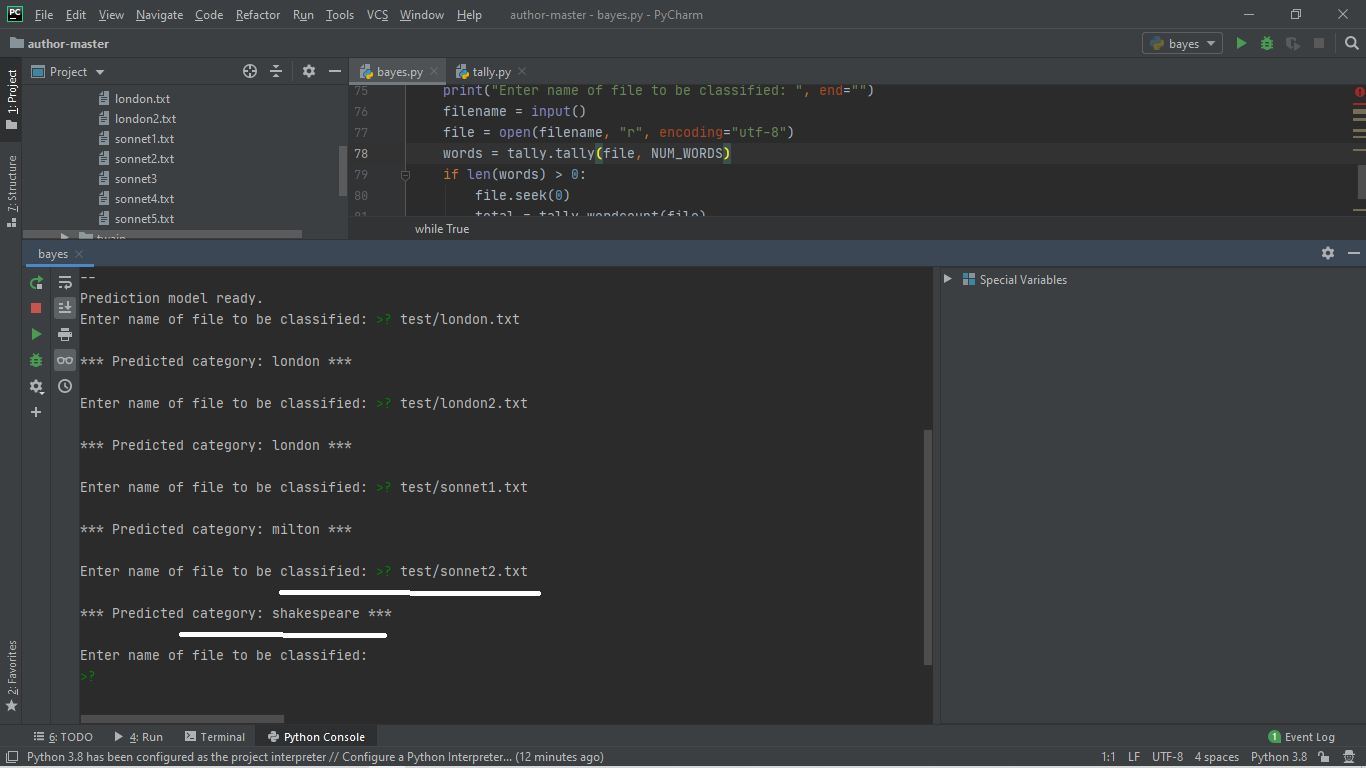 PC File Edit View Navigate Code Refactor Run Tools VCS Window Help author-master - bayes.py - PyCharm
author-master bayes
1: Project
Project
london.txt
london2.txt
sonnet1.txt
sonnet2.txt
sonnet3
sonnet4.txt
sonnet5.txt
twain
bayes.py tally.py
75 print("Enter name of file to be classified: ", end="")
76 filename = input()
77 file = open(filename, "r", encoding="utf-8")
78 words = tally.tally(file, NUM_WORDS)
79 if len(words) > 0:
80 file.seek(0)
81 total = tally.wordcount(file)
while True
7: Structure
bayes
--
Prediction model ready.
Enter name of file to be classified: >? test/london.txt
*** Predicted category: london ***
Enter name of file to be classified: >? test/london2.txt
*** Predicted category: london ***
Enter name of file to be classified: >? test/sonnet1.txt
*** Predicted category: milton ***
Enter name of file to be classified: >? test/sonnet2.txt
*** Predicted category: shakespeare ***
Enter name of file to be classified:
>?
Special Variables
2: Favorites
6: TODO 4: Run Terminal Python Console 1 Event Log
Python 3.8 has been configured as the project interpreter // Configure a Python Interpreter... (12 minutes ago) 1:1 LF UTF-8 4 spaces Python 3.8